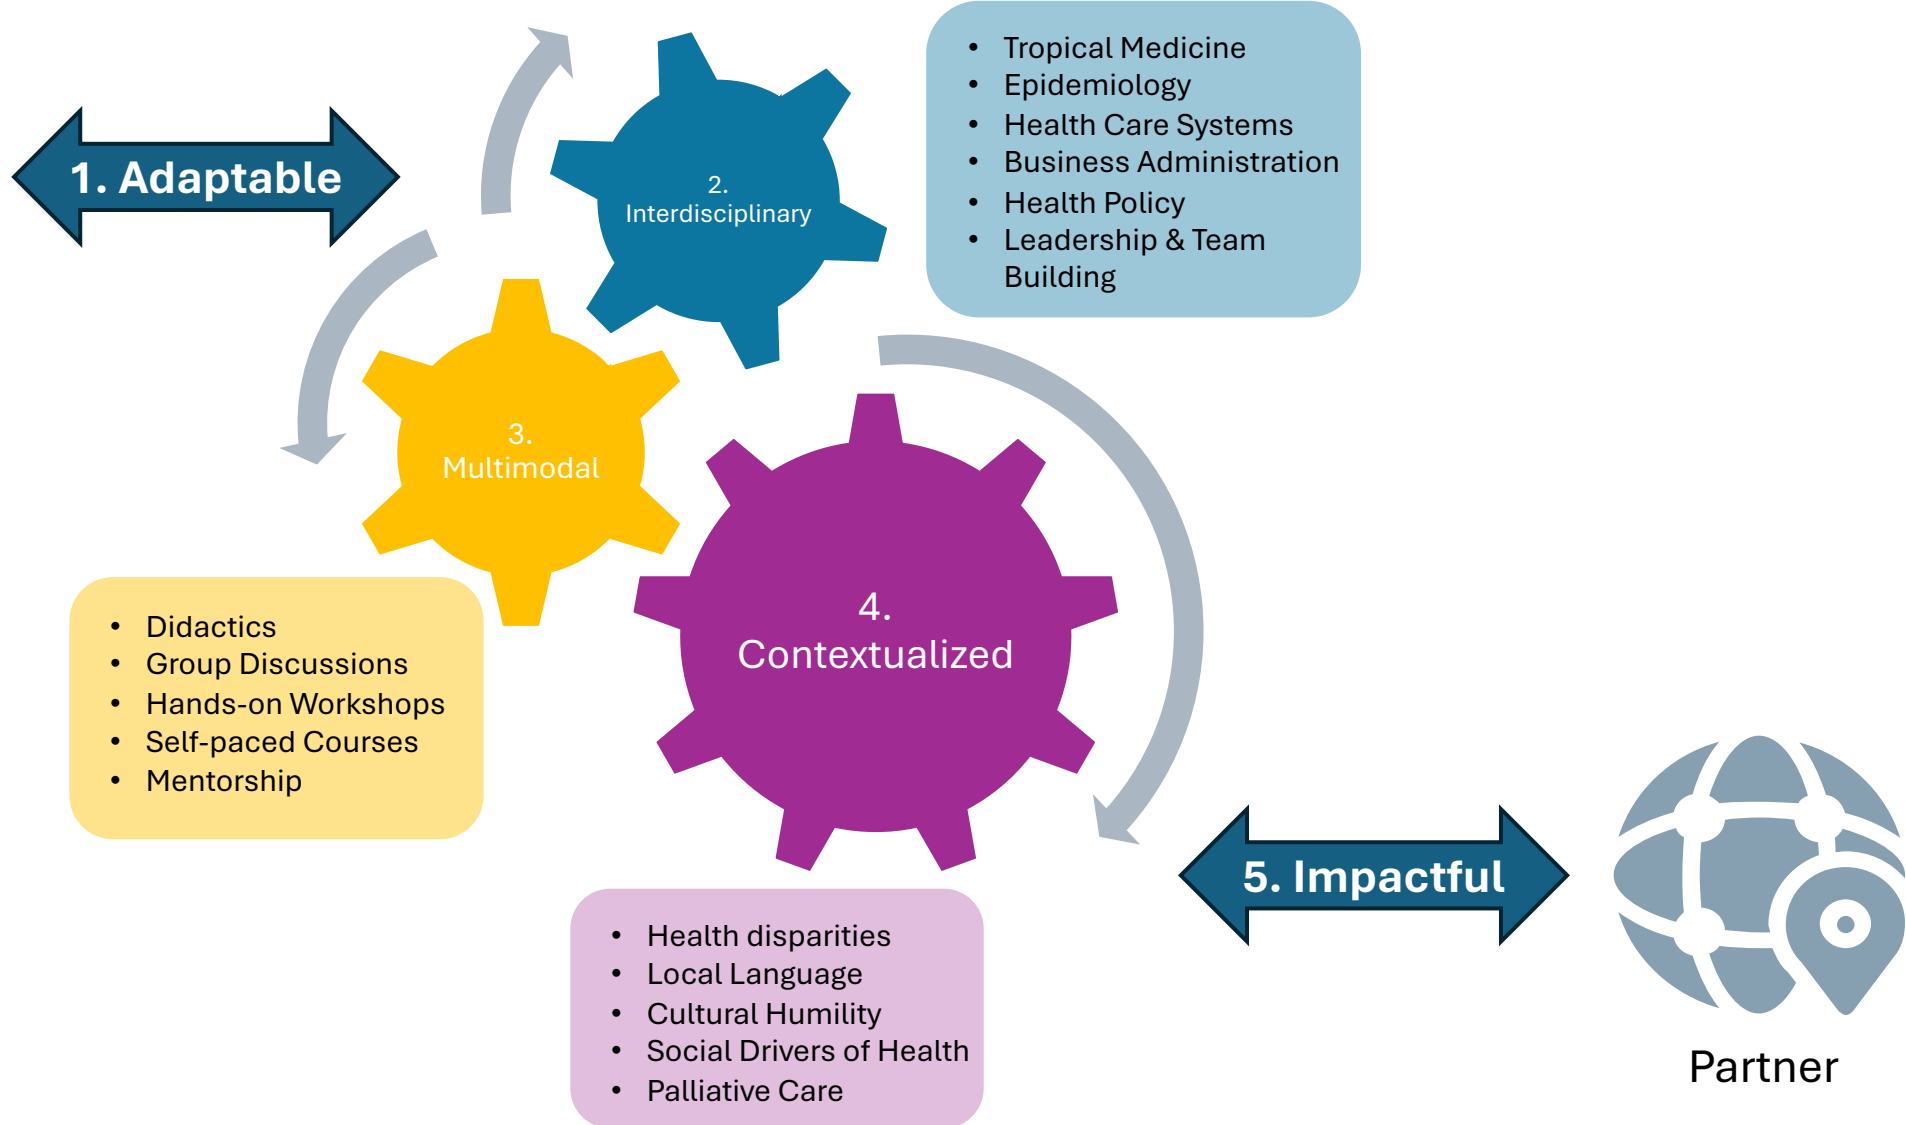 1. Adaptable
2.
Interdisciplinary
• Tropical Medicine
• Epidemiology
• Health Care Systems
• Business Administration
• Health Policy
• Leadership & Team
Building
3.
Multimodal
• Didactics
• Group Discussions
• Hands-on Workshops
• Self-paced Courses
• Mentorship
4.
Contextualized
• Health disparities
• Local Language
• Cultural Humility
• Social Drivers of Health
• Palliative Care
5. Impactful
Partner